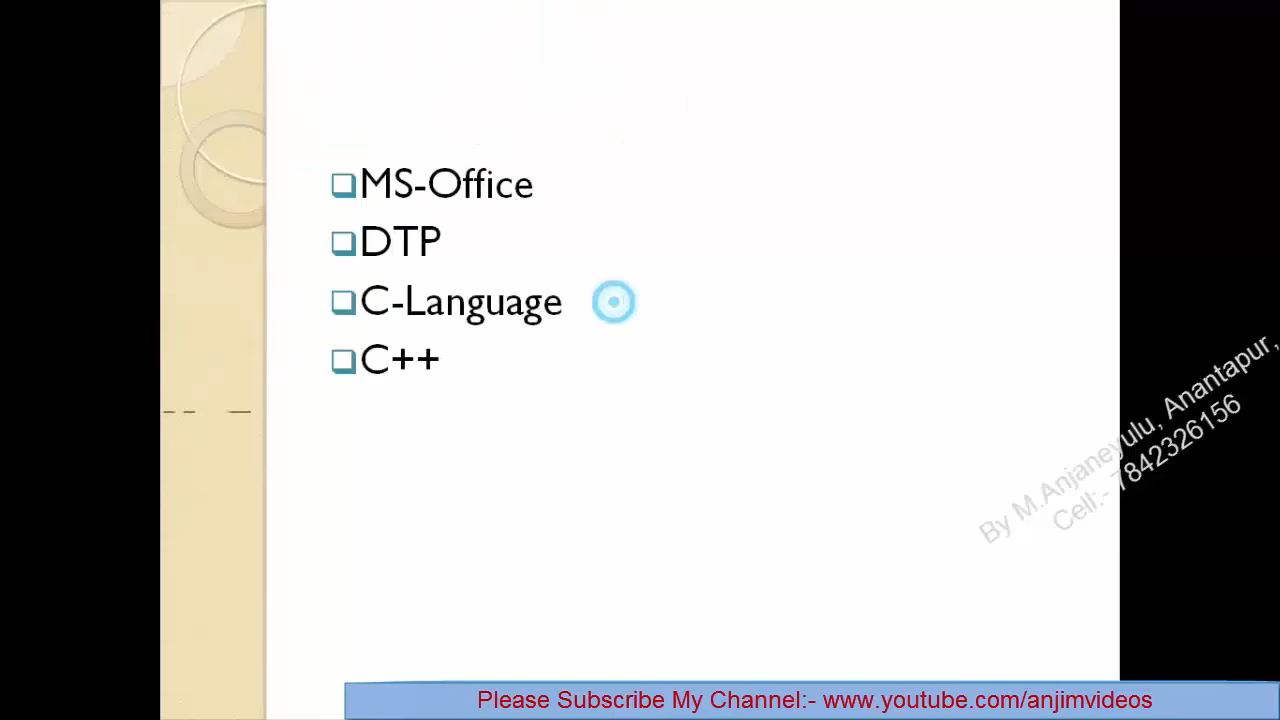 MS-Office
DTP
C-Language
C++
By M.Anjaneyulu, Anantapur,
Cell:- 7842326156
Please Subscribe My Channel:- www.youtube.com/anjimvideos